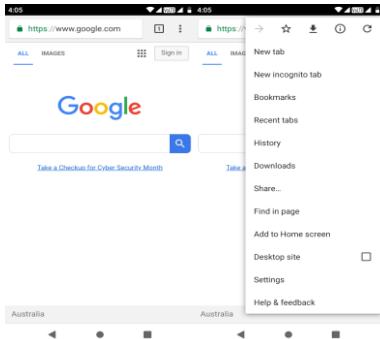 4:05
https://www.google.com
1
ALL IMAGES
Sign in
Google
Take a Checkup for Cyber Security Month
Australia
4:05
https://
ALL IMAG
Take a
Australia
New tab
New incognito tab
Bookmarks
Recent tabs
History
Downloads
Share...
Find in page
Add to Home screen
Desktop site
Settings
Help & feedback